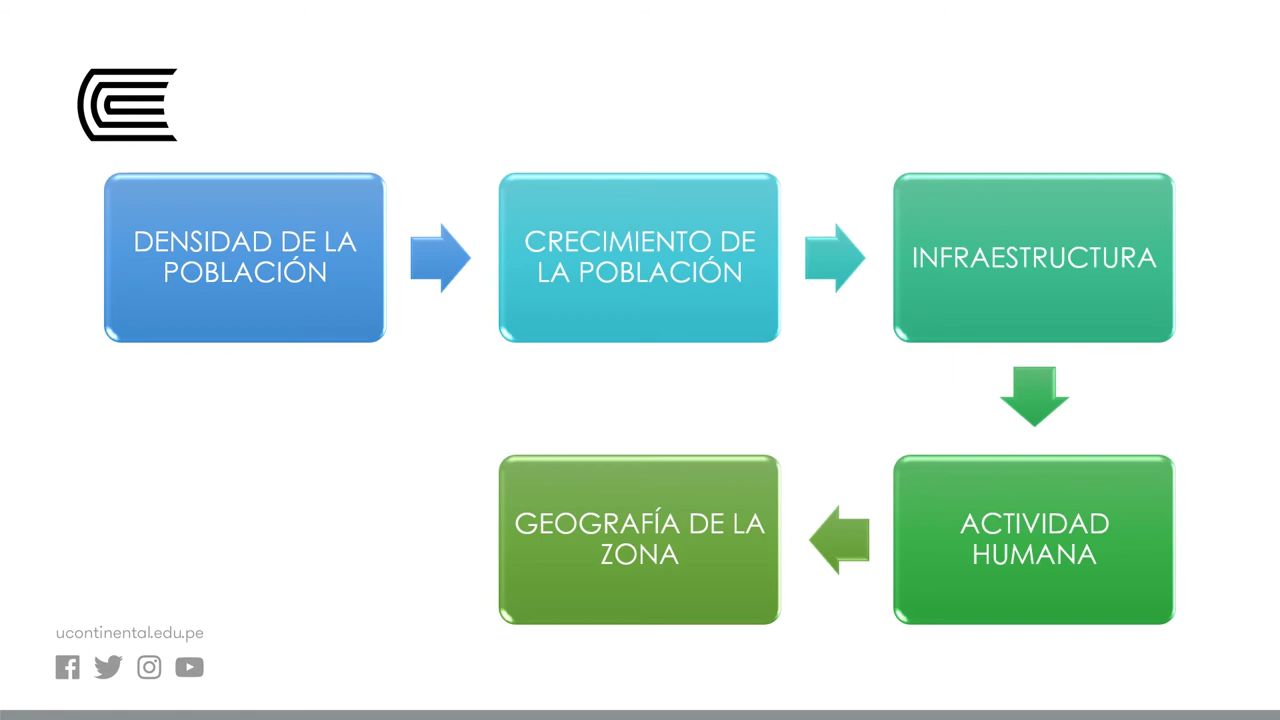 DENSIDAD DE LA
POBLACIÓN
CRECIMIENTO DE
LA POBLACIÓN
INFRAESTRUCTURA
GEOGRAFÍA DE LA
ZONA
ACTIVIDAD
HUMANA
ucontinental.edu.pe